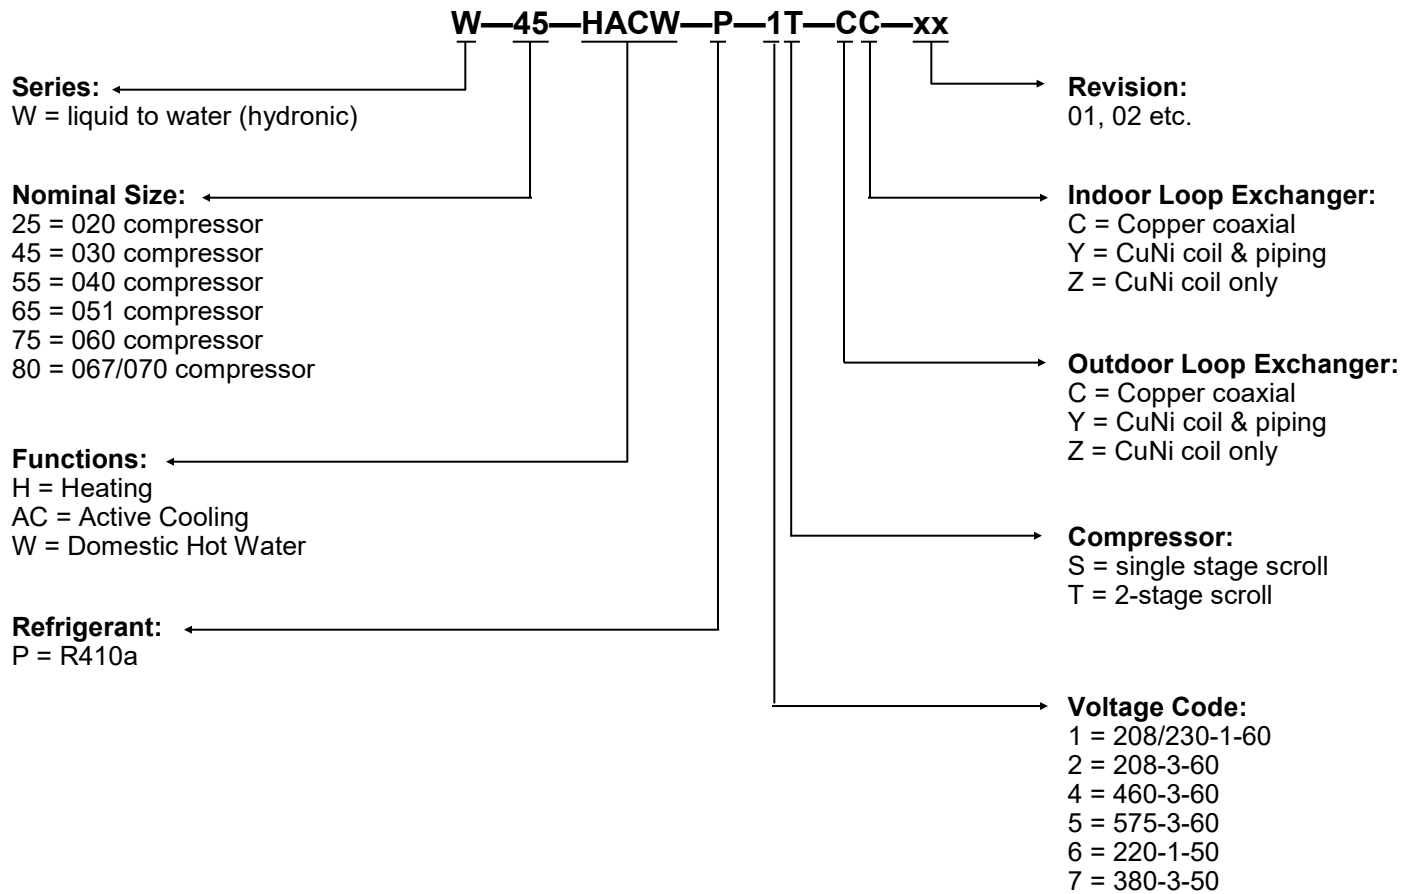 W—45—HACW—P—1T—CC—xx
Series:
W = liquid to water (hydronic)
Nominal Size:
25 = 020 compressor
45 = 030 compressor
55 = 040 compressor
65 = 051 compressor
75 = 060 compressor
80 = 067/070 compressor
Functions:
H = Heating
AC = Active Cooling
W = Domestic Hot Water
Refrigerant:
P = R410a
Revision:
01, 02 etc.
Indoor Loop Exchanger:
C = Copper coaxial
Y = CuNi coil & piping
Z = CuNi coil only
Outdoor Loop Exchanger:
C = Copper coaxial
Y = CuNi coil & piping
Z = CuNi coil only
Compressor:
S = single stage scroll
T = 2-stage scroll
Voltage Code:
1 = 208/230-1-60
2 = 208-3-60
4 = 460-3-60
5 = 575-3-60
6 = 220-1-50
7 = 380-3-50